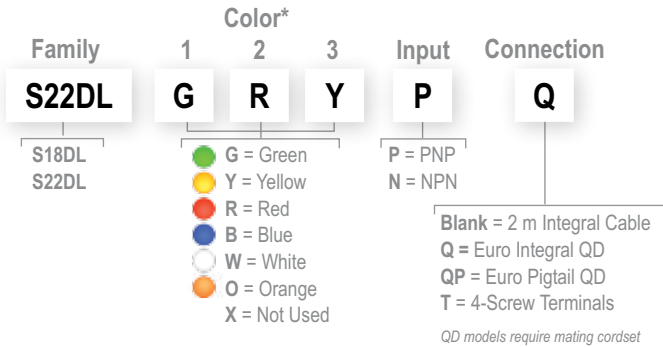 Color*
Family 1 2 3 Input Connection
S22DL G R Y P Q
S18DL
S22DL
G = Green
Y = Yellow
R = Red
B = Blue
W = White
O = Orange
X = Not Used
P = PNP
N = NPN
Blank = 2 m Integral Cable
Q = Euro Integral QD
QP = Euro Pigtail QD
T = 4-Screw Terminals
QD models require mating cordset